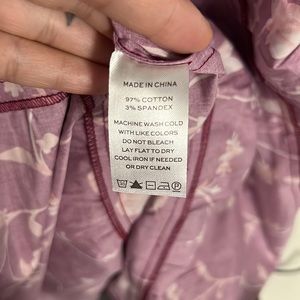 MADE IN CHINA
97% COTTON
3% SPANDEX
MACHINE WASH COLD
WITH LIKE COLORS
DO NOT BLEACH
LAY FLAT TO DRY
COOL IRON IF NEEDED
OR DRY CLEAN